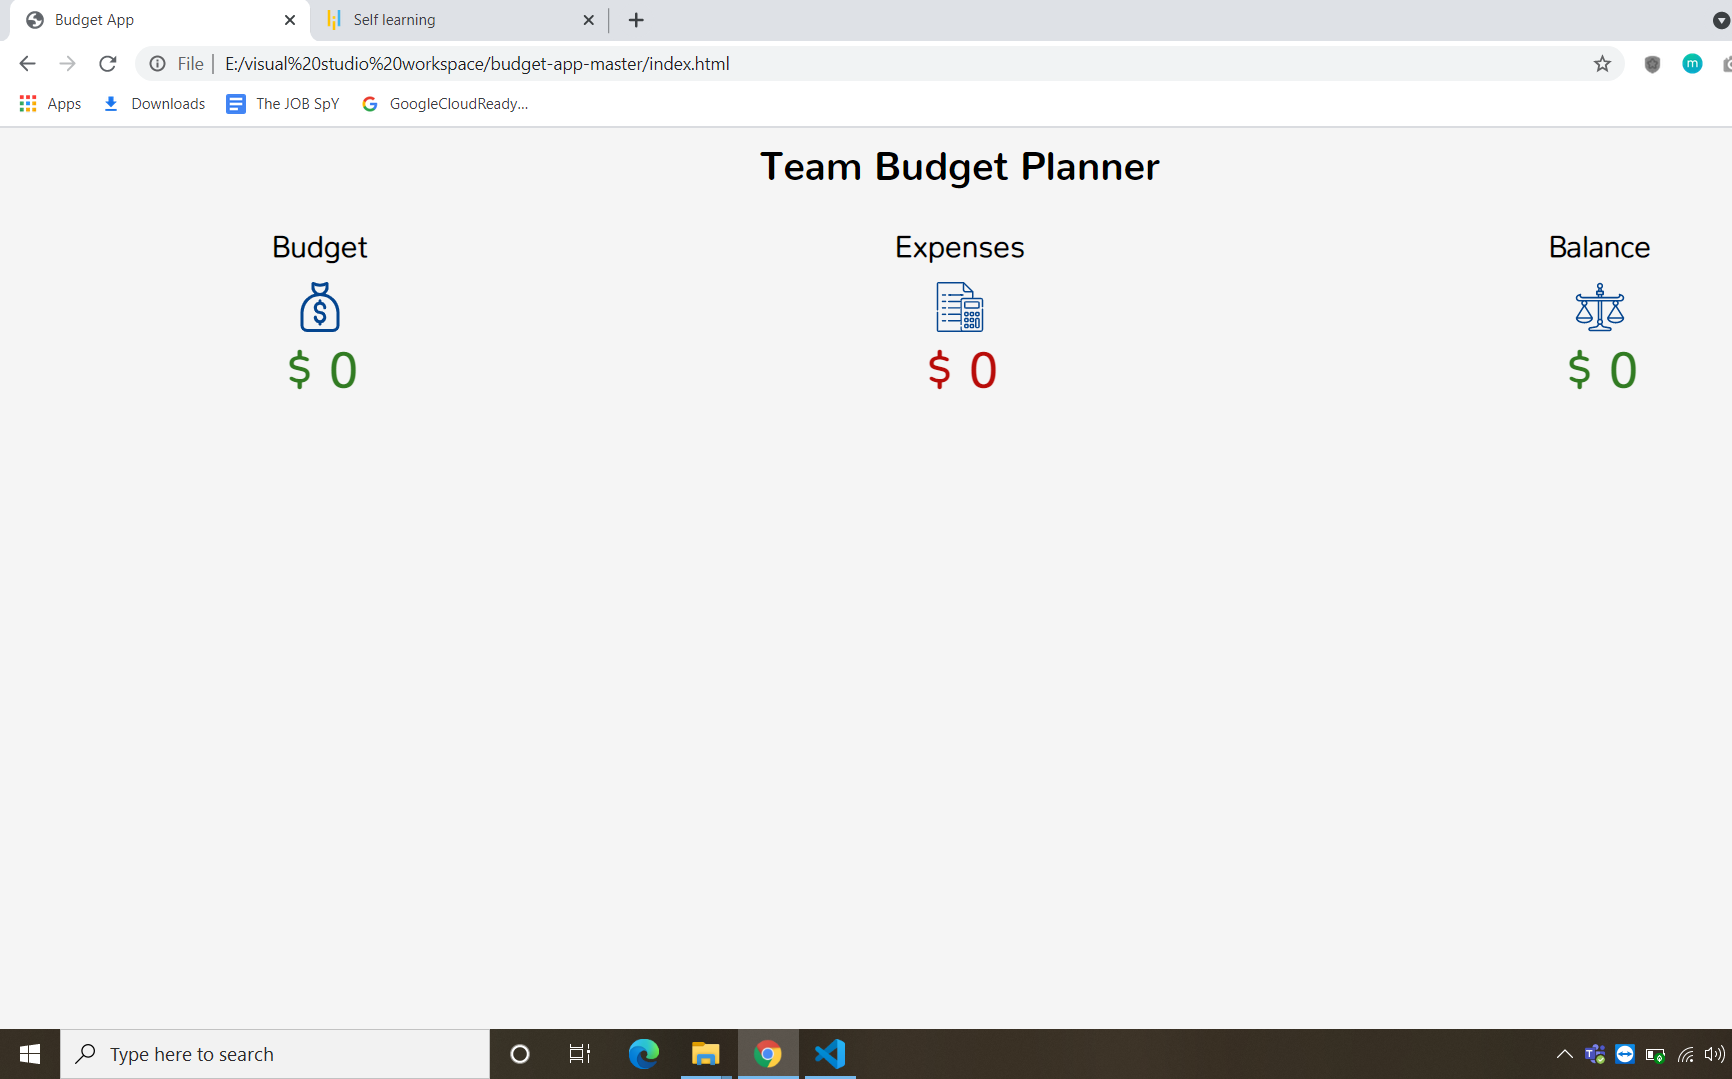 Budget App
Self learning
File | E:/visual%20studio%20workspace/budget-app-master/index.html
m
Apps
Downloads
The JOB SpY
GoogleCloudReady...
Team Budget Planner
Budget
Expenses
Balance
$ 0
$ 0
$ 0
Type here to search